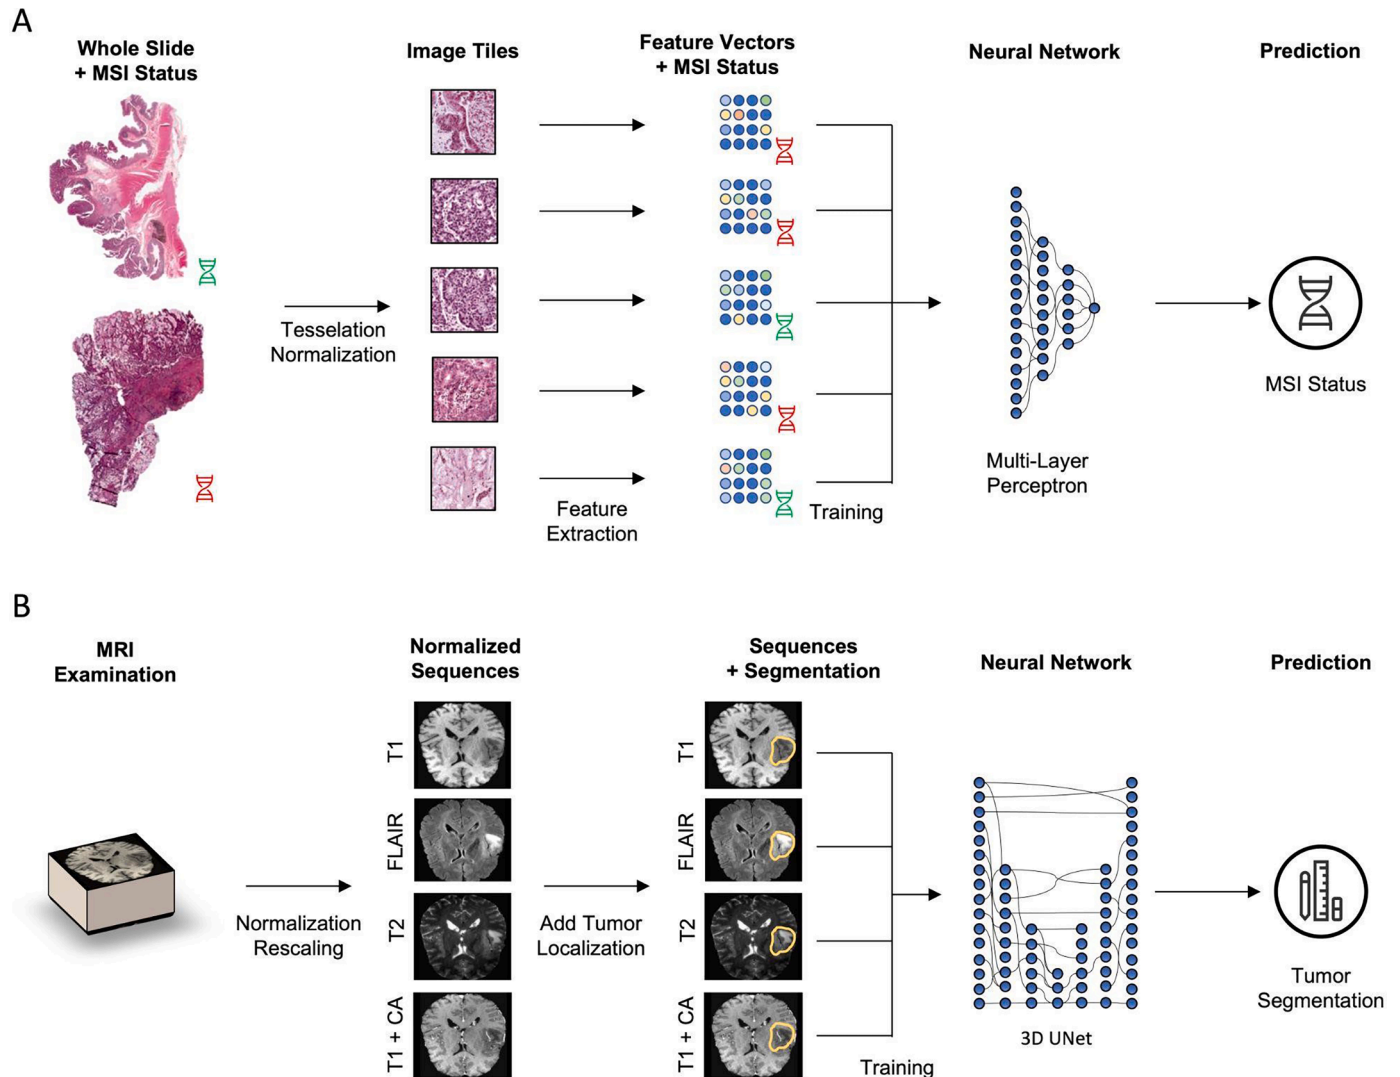 A
Whole Slide
+ MSI Status
Image Tiles
Feature Vectors
+ MSI Status
Neural Network
Prediction
Tesselation
Normalization
Feature
Extraction
Training
Multi-Layer
Perceptron
MSI Status
B
MRI
Examination
Normalized
Sequences
Sequences
+ Segmentation
Neural Network
Prediction
T1
FLAIR
T2
T1 + CA
T1
FLAIR
T2
T1 + CA
Normalization
Rescaling
Add Tumor
Localization
Training
3D UNet
Tumor
Segmentation